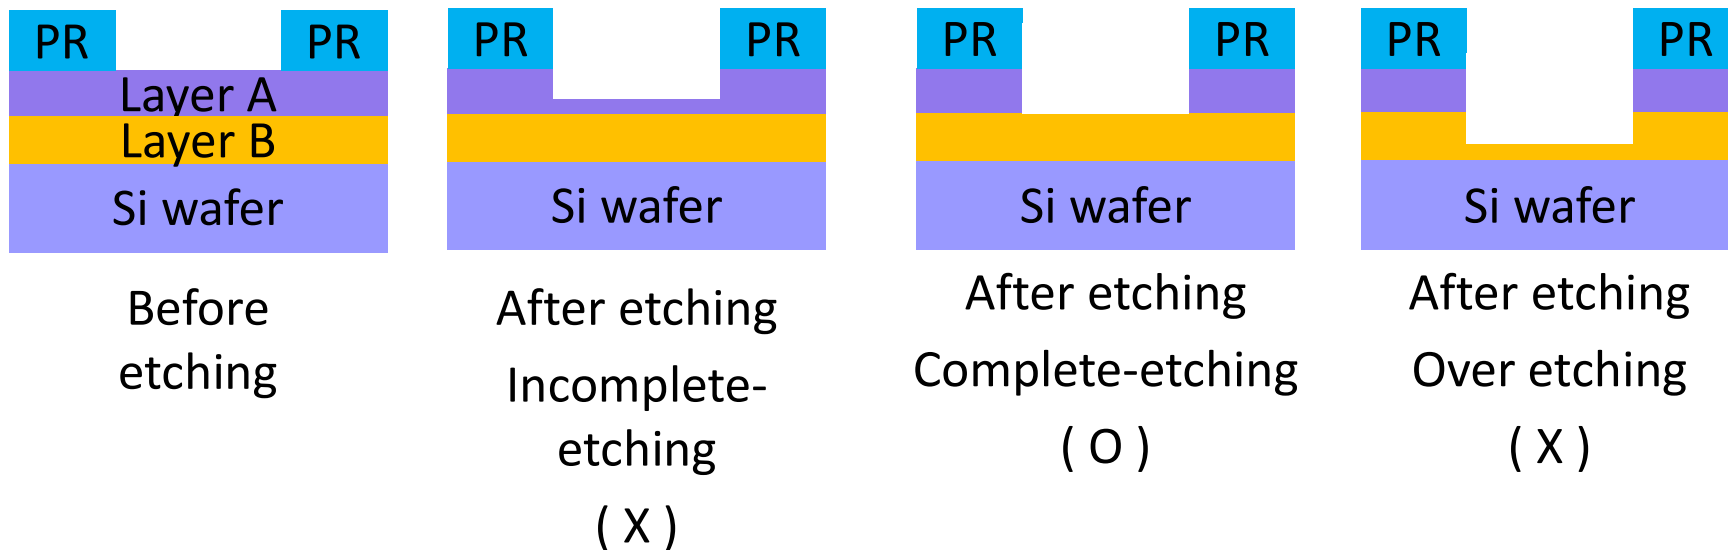 PR PR
Layer A
Layer B
Si wafer
Before
etching
PR PR
Si wafer
After etching
Incomplete-
etching
( X )
PR PR
Si wafer
After etching
Complete-etching
( O )
PR PR
Si wafer
After etching
Over etching
( X )